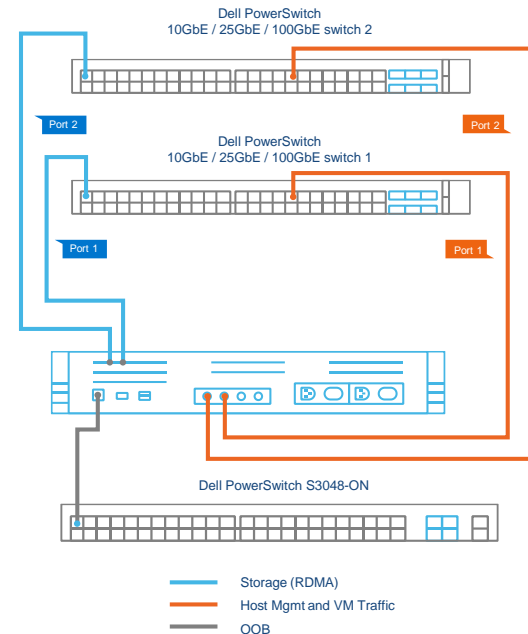 Dell PowerSwitch
10GbE / 25GbE / 100GbE switch 2
Port 2
Port 2
Dell PowerSwitch
10GbE / 25GbE / 100GbE switch 1
Port 1
Port 1
Dell PowerSwitch S3048-ON
Storage (RDMA)
Host Mgmt and VM Traffic
OOB